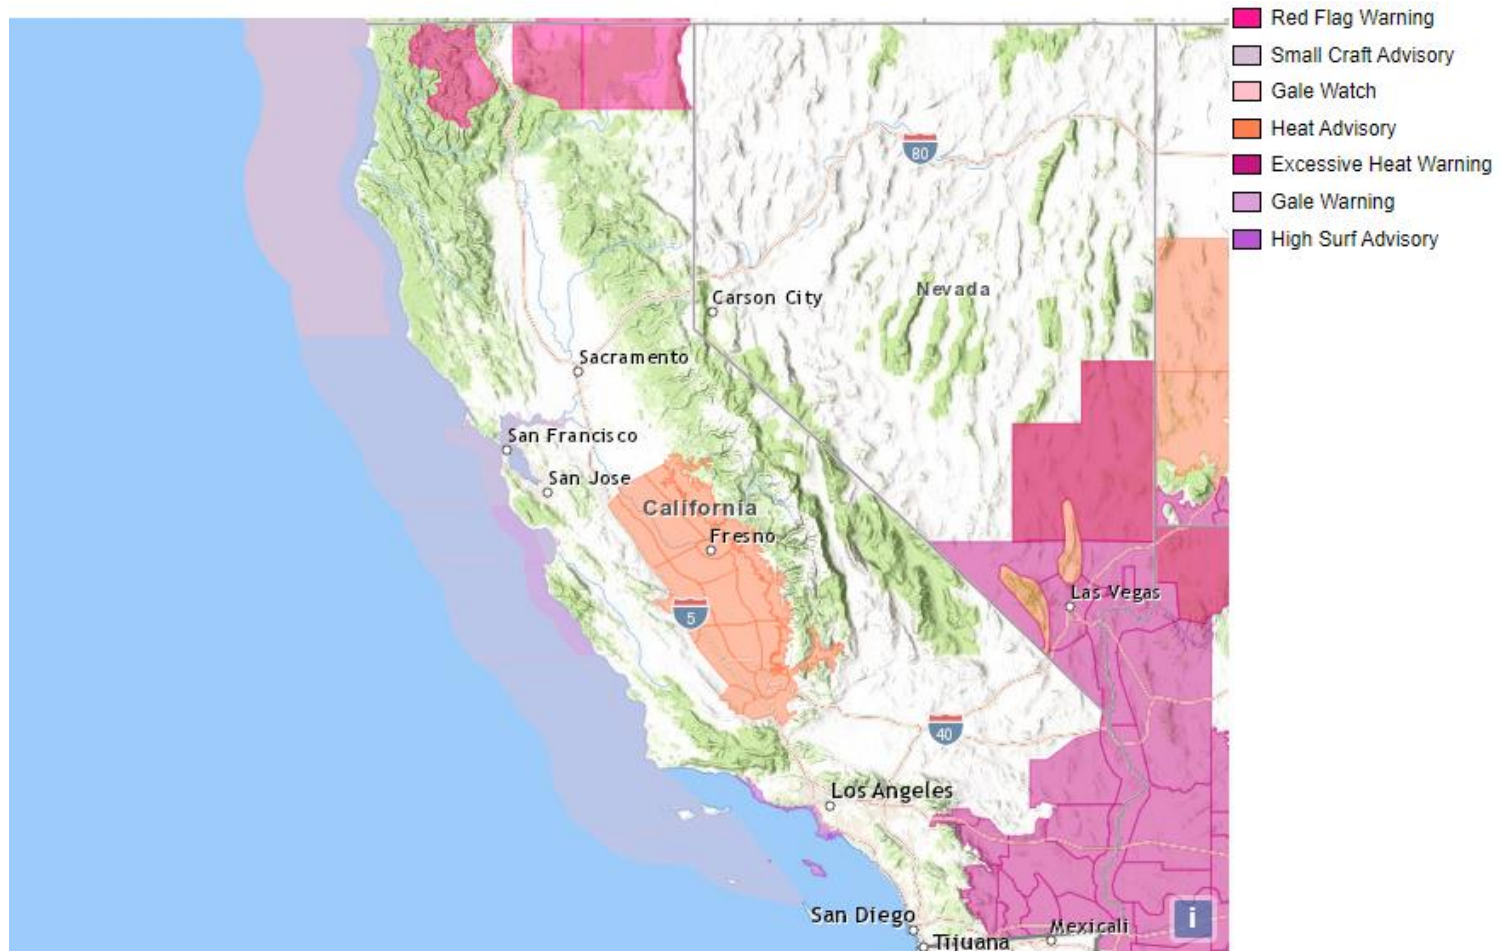 Red Flag Warning
Small Craft Advisory
Gale Watch
Heat Advisory
Excessive Heat Warning
Gale Warning
High Surf Advisory
80
Nevada
Carson City
Sacramento
San Francisco
San Jose
California
Fresno
Las Vegas
5
40
Los Angeles
San Diego
Mexicali
Tijuana
i